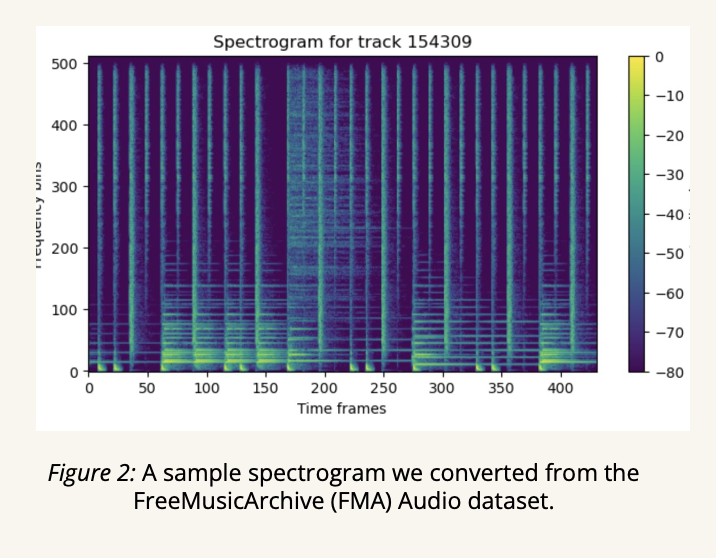 Spectrogram for track 154309
500
400
300
200
100
0
Frequency bins
0 50 100 150 200 250 300 350 400
Time frames
0
−10
−20
−30
−40
−50
−60
−70
−80
Figure 2: A sample spectrogram we converted from the
FreeMusicArchive (FMA) Audio dataset.